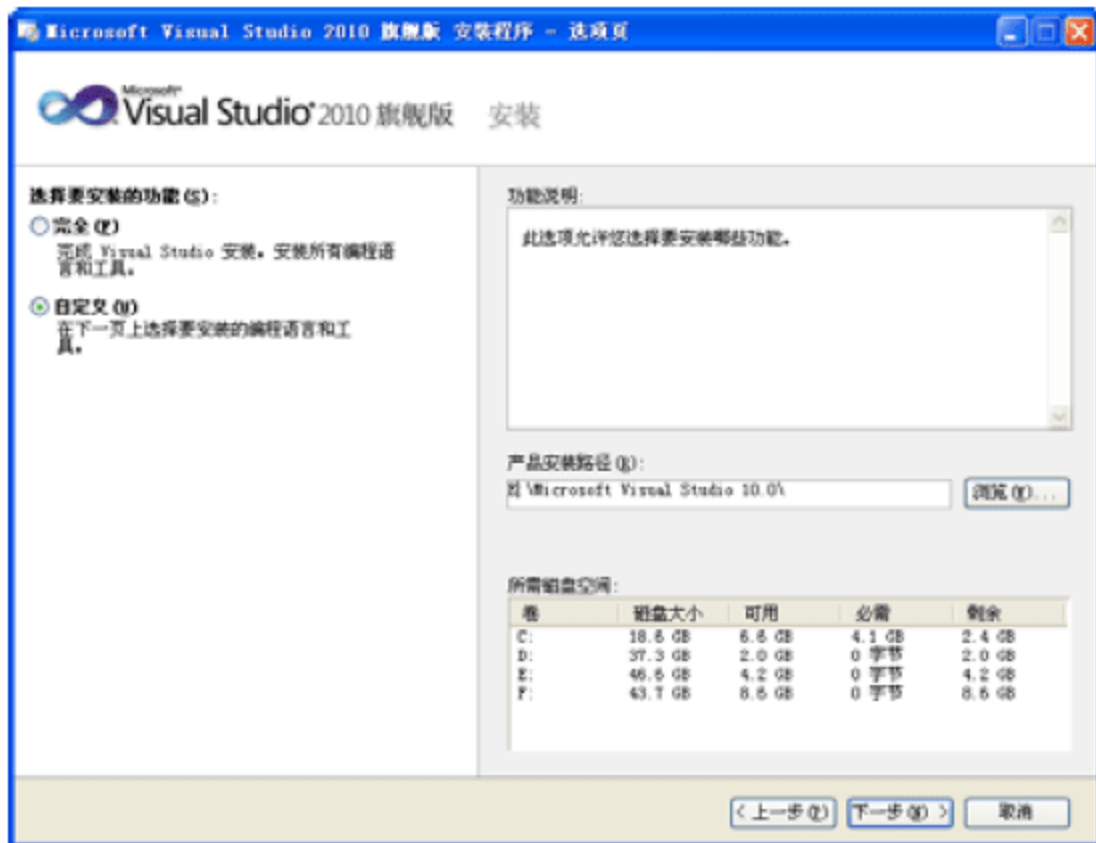 Microsoft Visual Studio 2010 旗舰版 安装程序 - 选项页
Microsoft®
Visual Studio® 2010 旗舰版 安装
选择要安装的功能(S):
完全(F)
完成 Visual Studio 安装。安装所有编程语
言和工具。
自定义(U)
在下一页上选择要安装的编程语言和工
具。
功能说明:
此选项允许您选择要安装哪些功能。
产品安装路径(R):
\Microsoft Visual Studio 10.0\
浏览 ...
所需磁盘空间:
卷 磁盘大小 可用 必需 剩余
C: 18.6 GB 6.6 GB 4.1 GB 2.4 GB
D: 37.3 GB 2.0 GB 0 字节 2.0 GB
E: 46.6 GB 4.2 GB 0 字节 4.2 GB
F: 43.7 GB 8.6 GB 0 字节 8.6 GB
< 上一步(P)
下一步(N) >
取消